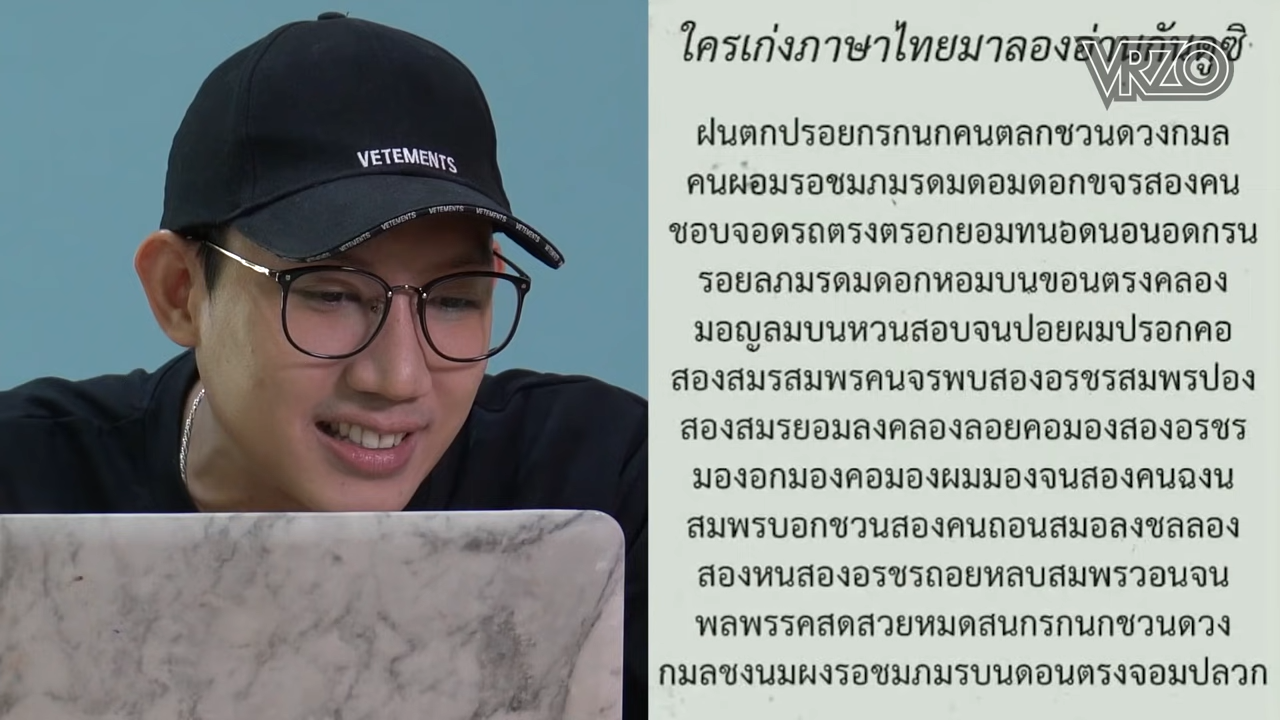 VETEMENTS
VETEMENTS VETEMENTS VETEMENTS VETEMENTS
VRZO
ใครเก่งภาษาไทยมาลองอ่านกันดูซิ
ฝนตกปรอยกรกนกคนตลกชวนดวงกมล
คนผอมรอชมภมรดมดอมดอกขจรสองคน
ชอบจอดรถตรงตรอกยอมทนอดนอนอดกรน
รอยลภมรดมดอกหอมบนขอนตรงคลอง
มอญลมบนหวนสอบจนปอยผมปรอกคอ
สองสมรสมพรคนจรพบสองอรชรสมพรปอง
สองสมรยอมลงคลองลอยคอมองสองอรชร
มองอกมองคอมองผมมองจนสองคนฉงน
สมพรบอกชวนสองคนถอนสมอลงชลลอง
สองหนสองอรชรถอยหลบสมพรวอนจน
พลพรรคสดสวยหมดสนกรกนกชวนดวง
กมลชงนมผงรอชมภมรบนดอนตรงจอมปลวก